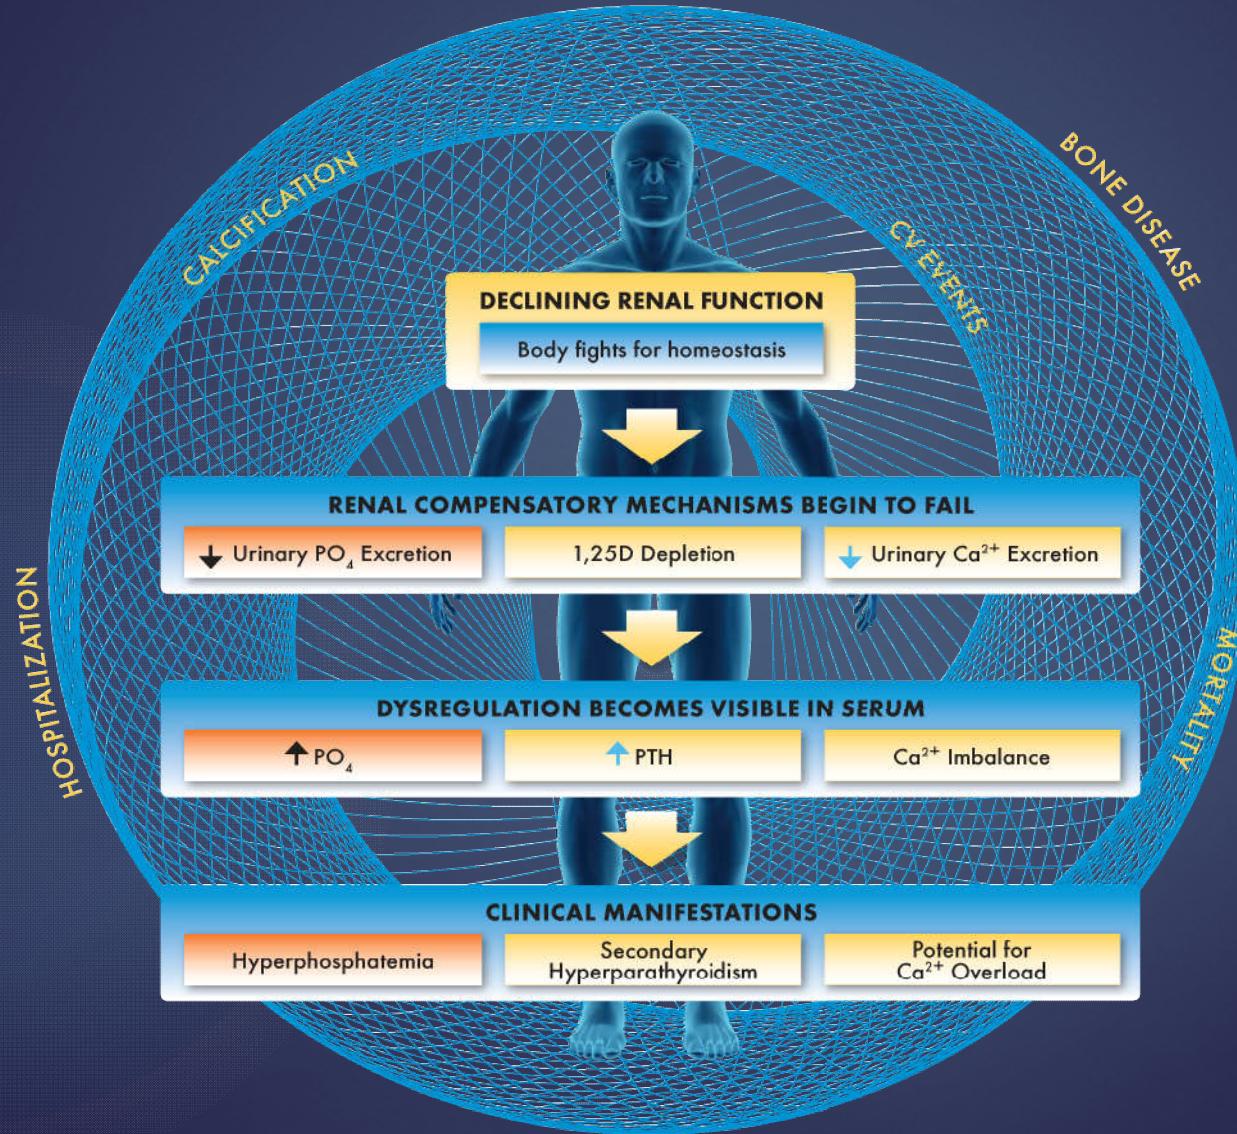 CALCIFICATION
BONE DISEASE
CV EVENTS
HOSPITALIZATION
MORTALITY
DECLINING RENAL FUNCTION
Body fights for homeostasis
RENAL COMPENSATORY MECHANISMS BEGIN TO FAIL
↓ Urinary PO₄ Excretion
1,25D Depletion
↓ Urinary Ca²⁺ Excretion
DYSREGULATION BECOMES VISIBLE IN SERUM
↑ PO₄
↑ PTH
Ca²⁺ Imbalance
CLINICAL MANIFESTATIONS
Hyperphosphatemia
Secondary
Hyperparathyroidism
Potential for
Ca²⁺ Overload